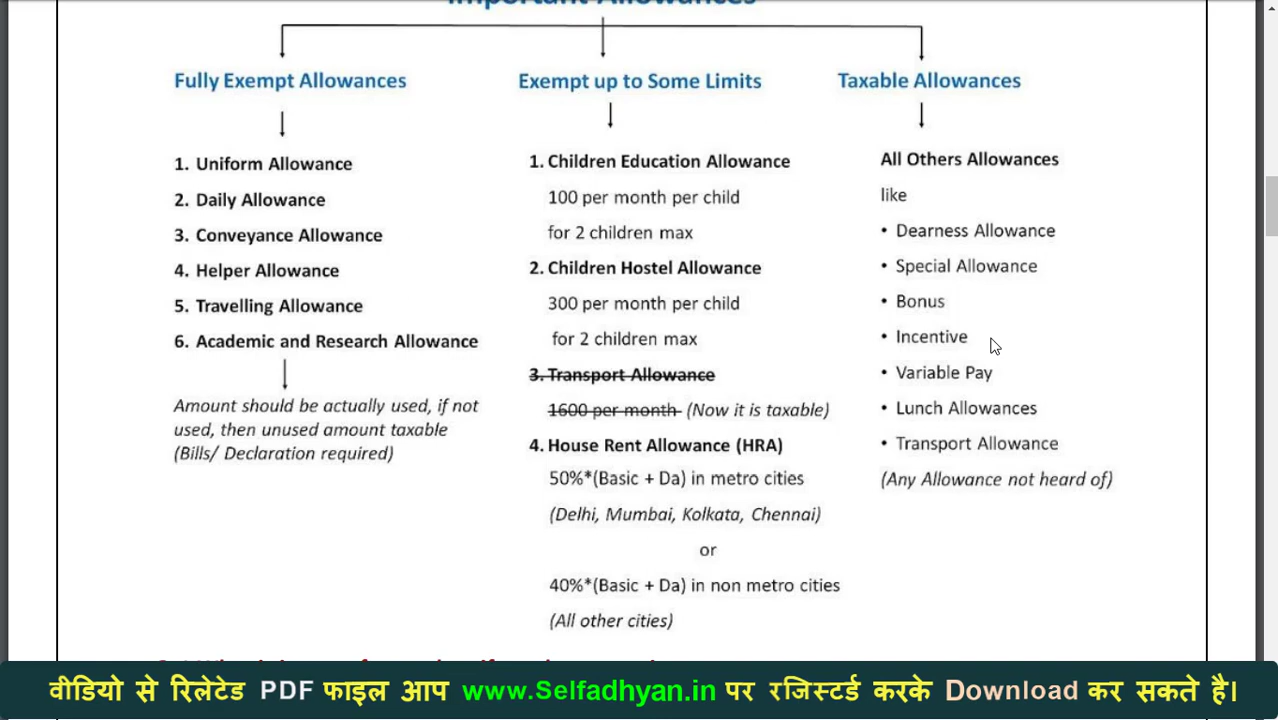 Important Allowances
Fully Exempt Allowances
1. Uniform Allowance
2. Daily Allowance
3. Conveyance Allowance
4. Helper Allowance
5. Travelling Allowance
6. Academic and Research Allowance
Amount should be actually used, if not
used, then unused amount taxable
(Bills/ Declaration required)
Exempt up to Some Limits
1. Children Education Allowance
100 per month per child
for 2 children max
2. Children Hostel Allowance
300 per month per child
for 2 children max
3. Transport Allowance
1600 per month (Now it is taxable)
4. House Rent Allowance (HRA)
50%*(Basic + Da) in metro cities
(Delhi, Mumbai, Kolkata, Chennai)
or
40%*(Basic + Da) in non metro cities
(All other cities)
Taxable Allowances
All Others Allowances
like
• Dearness Allowance
• Special Allowance
• Bonus
• Incentive
• Variable Pay
• Lunch Allowances
• Transport Allowance
(Any Allowance not heard of)
वीडियो से रिलेटेड PDF फाइल आप www.Selfadhyan.in पर रजिस्टर्ड करके Download कर सकते है।